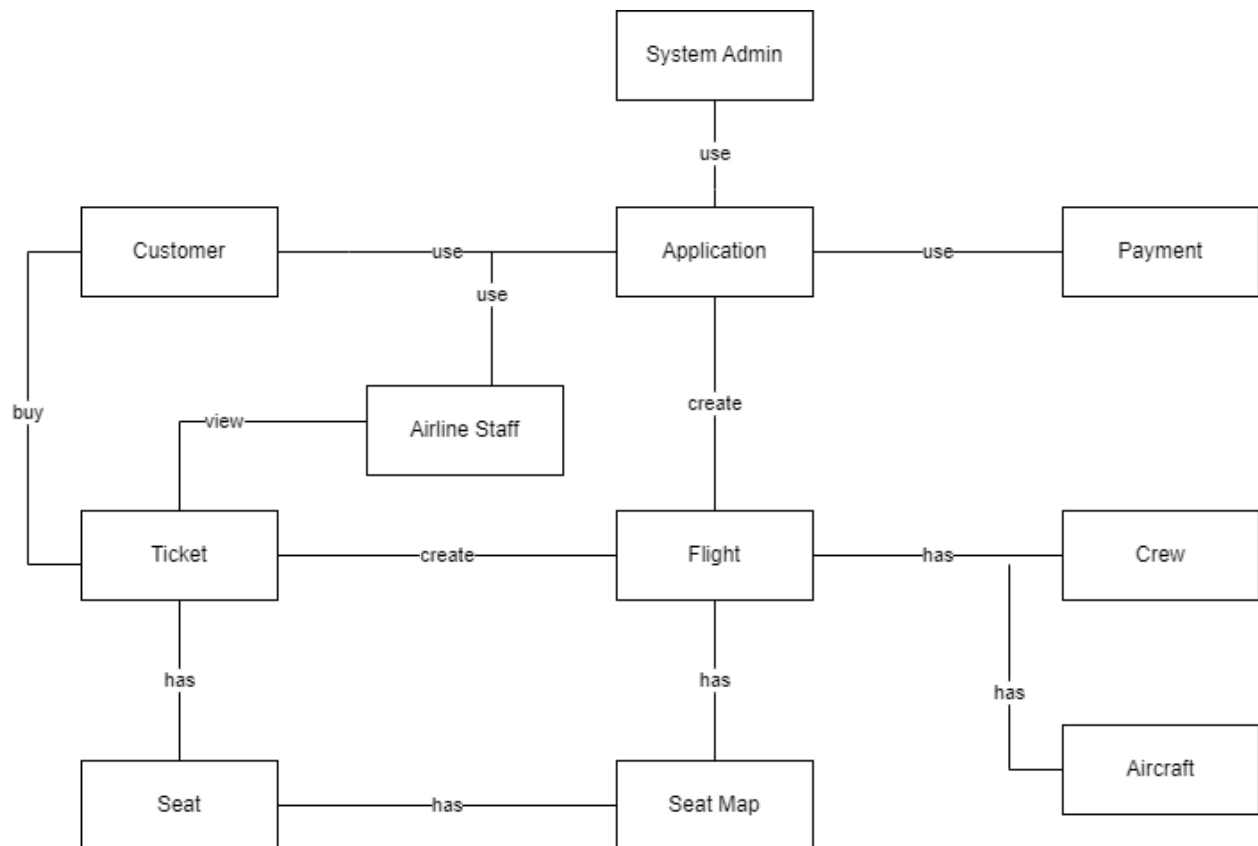 System Admin
use
Customer
use
Application
use
Payment
use
buy
view
Airline Staff
create
Ticket
create
Flight
has
Crew
has
has
has
Aircraft
Seat
has
Seat Map